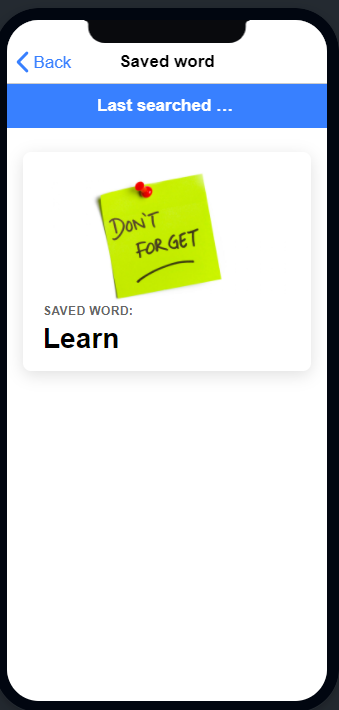 Back
Saved word
Last searched ...
DON'T
FORGET
SAVED WORD:
Learn